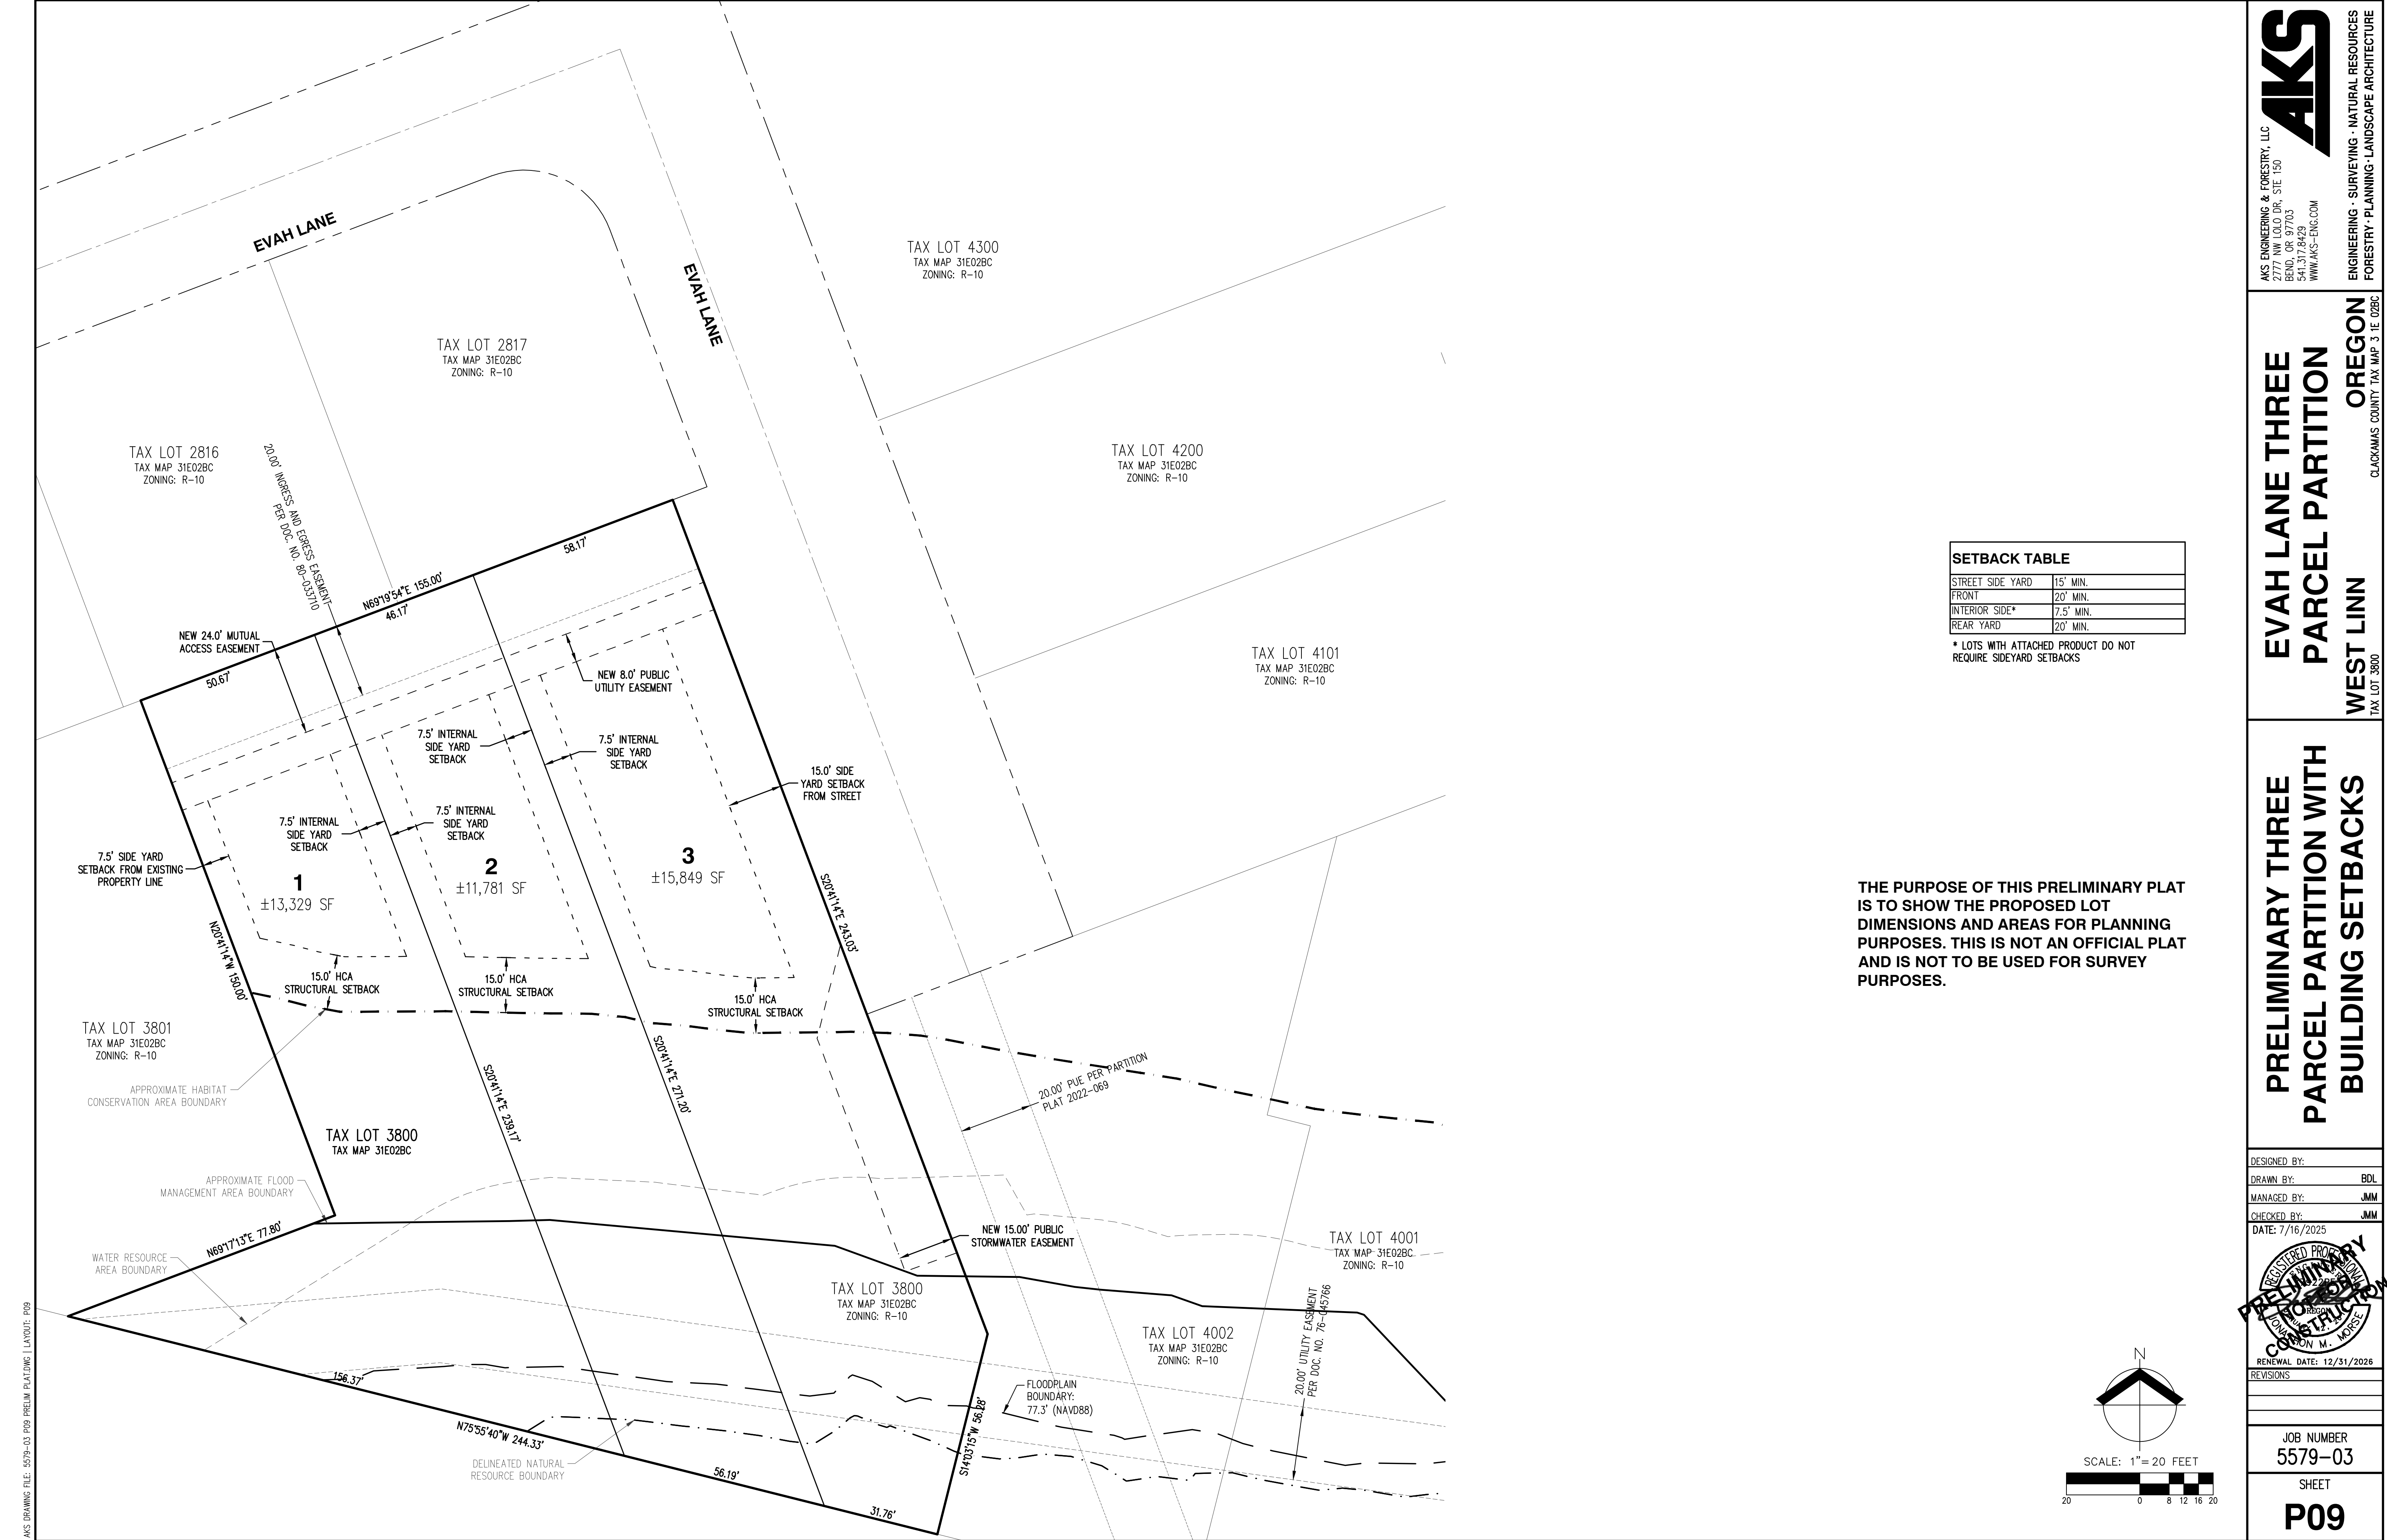 EVAH LANE
EVAH LANE
TAX LOT 4300
TAX MAP 31E02BC
ZONING: R-10
TAX LOT 2817
TAX MAP 31E02BC
ZONING: R-10
TAX LOT 2816
TAX MAP 31E02BC
ZONING: R-10
20.00' INGRESS AND EGRESS EASEMENT
PER DOC. NO. 80-033710
TAX LOT 4200
TAX MAP 31E02BC
ZONING: R-10
TAX LOT 4101
TAX MAP 31E02BC
ZONING: R-10
58.17'
N69°19'54"E 155.00'
46.17'
50.67'
NEW 24.0' MUTUAL
ACCESS EASEMENT
NEW 8.0' PUBLIC
UTILITY EASEMENT
7.5' INTERNAL
SIDE YARD
SETBACK
7.5' INTERNAL
SIDE YARD
SETBACK
15.0' SIDE
YARD SETBACK
FROM STREET
7.5' INTERNAL
SIDE YARD
SETBACK
7.5' INTERNAL
SIDE YARD
SETBACK
7.5' SIDE YARD
SETBACK FROM EXISTING
PROPERTY LINE
1
±13,329 SF
2
±11,781 SF
3
±15,849 SF
S20°41'14"E 243.03'
N20°41'14"W 150.00'
15.0' HCA
STRUCTURAL SETBACK
15.0' HCA
STRUCTURAL SETBACK
15.0' HCA
STRUCTURAL SETBACK
TAX LOT 3801
TAX MAP 31E02BC
ZONING: R-10
APPROXIMATE HABITAT
CONSERVATION AREA BOUNDARY
S20°41'14"E 239.17'
S20°41'14"E 271.20'
20.00' PUE PER PARTITION
PLAT 2022-069
TAX LOT 3800
TAX MAP 31E02BC
APPROXIMATE FLOOD
MANAGEMENT AREA BOUNDARY
N69°17'13"E 77.80'
WATER RESOURCE
AREA BOUNDARY
NEW 15.00' PUBLIC
STORMWATER EASEMENT
TAX LOT 3800
TAX MAP 31E02BC
ZONING: R-10
TAX LOT 4001
TAX MAP 31E02BC
ZONING: R-10
TAX LOT 4002
TAX MAP 31E02BC
ZONING: R-10
20.00' UTILITY EASEMENT
PER DOC. NO. 76-045766
FLOODPLAIN
BOUNDARY:
77.3' (NAVD88)
156.37'
N75°55'40"W 244.33'
S14°03'15"W 56.28'
DELINEATED NATURAL
RESOURCE BOUNDARY
56.19'
31.76'
SETBACK TABLE
STREET SIDE YARD 15' MIN.
FRONT 20' MIN.
INTERIOR SIDE* 7.5' MIN.
REAR YARD 20' MIN.
* LOTS WITH ATTACHED PRODUCT DO NOT
REQUIRE SIDEYARD SETBACKS
THE PURPOSE OF THIS PRELIMINARY PLAT
IS TO SHOW THE PROPOSED LOT
DIMENSIONS AND AREAS FOR PLANNING
PURPOSES. THIS IS NOT AN OFFICIAL PLAT
AND IS NOT TO BE USED FOR SURVEY
PURPOSES.
N
SCALE: 1"= 20 FEET
20 0 8 12 16 20
AKS ENGINEERING & FORESTRY, LLC
2777 NW LOLO DR, STE 150
BEND, OR 97703
541.317.8429
WWW.AKS-ENG.COM
AKS
ENGINEERING · SURVEYING · NATURAL RESOURCES
FORESTRY · PLANNING · LANDSCAPE ARCHITECTURE
EVAH LANE THREE
PARCEL PARTITION
WEST LINN OREGON
TAX LOT 3800 CLACKAMAS COUNTY TAX MAP 3 1E 02BC
PRELIMINARY THREE
PARCEL PARTITION WITH
BUILDING SETBACKS
DESIGNED BY:
DRAWN BY: BDL
MANAGED BY: JMM
CHECKED BY: JMM
DATE: 7/16/2025
REGISTERED PROFESSIONAL
OREGON
PRELIMINARY
NOT FOR
CONSTRUCTION
JONATHON M. MORSE
RENEWAL DATE: 12/31/2026
REVISIONS
JOB NUMBER
5579-03
SHEET
P09
AKS DRAWING FILE: 5579-03 P09 PRELIM PLAT.DWG | LAYOUT: P09